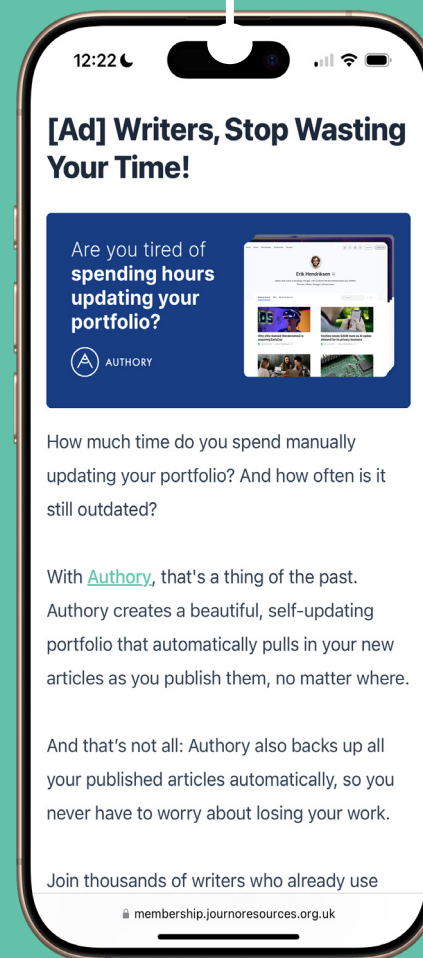 12:22
[Ad] Writers, Stop Wasting
Your Time!
Are you tired of
spending hours
updating your
portfolio?
AUTHORY
Erik Hendriksen
How much time do you spend manually
updating your portfolio? And how often is it
still outdated?
With Authory, that's a thing of the past.
Authory creates a beautiful, self-updating
portfolio that automatically pulls in your new
articles as you publish them, no matter where.
And that’s not all: Authory also backs up all
your published articles automatically, so you
never have to worry about losing your work.
Join thousands of writers who already use
membership.journoresources.org.uk